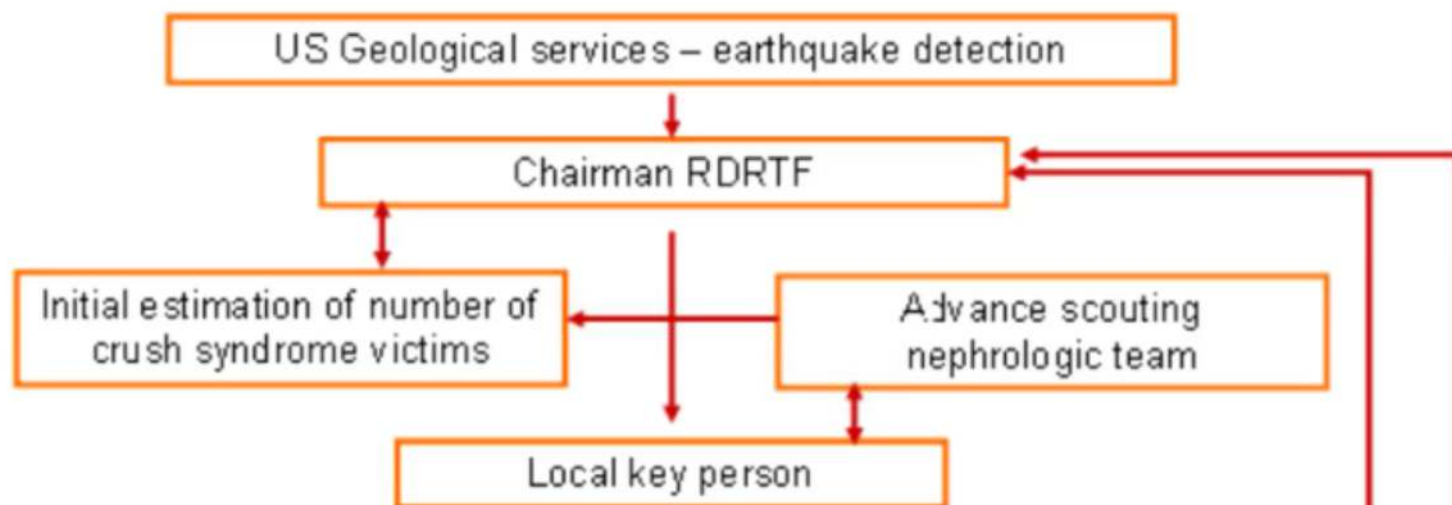 US Geological services – earthquake detection
Chairman RDRTF
Initial estimation of number of
crush syndrome victims
Advance scouting
nephrologic team
Local key person